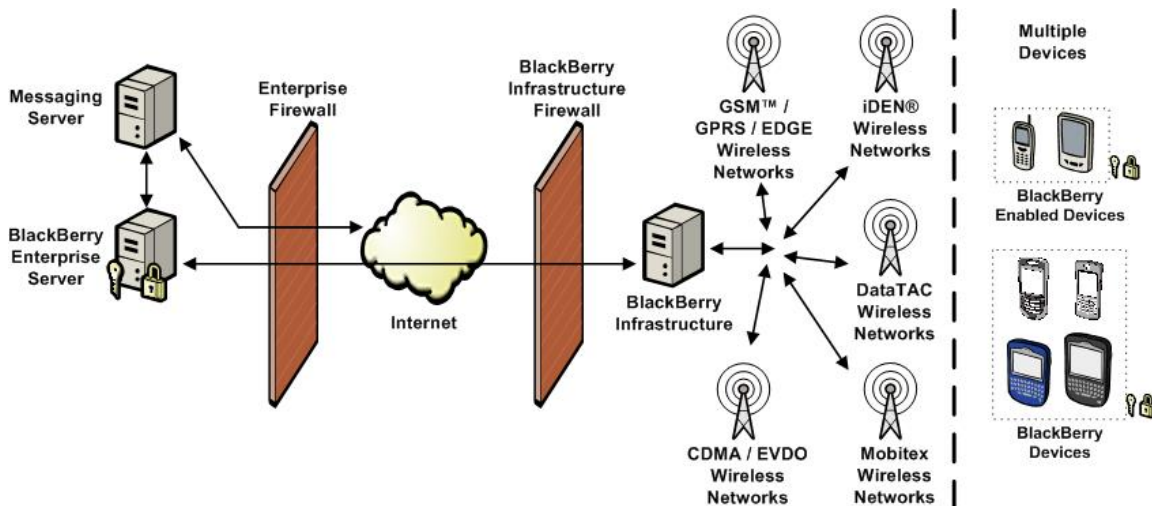 Messaging
Server
BlackBerry
Enterprise
Server
Enterprise
Firewall
Internet
BlackBerry
Infrastructure
Firewall
BlackBerry
Infrastructure
GSM™ /
GPRS / EDGE
Wireless
Networks
iDEN®
Wireless
Networks
DataTAC
Wireless
Networks
CDMA / EVDO
Wireless
Networks
Mobitex
Wireless
Networks
Multiple
Devices
BlackBerry
Enabled Devices
BlackBerry
Devices